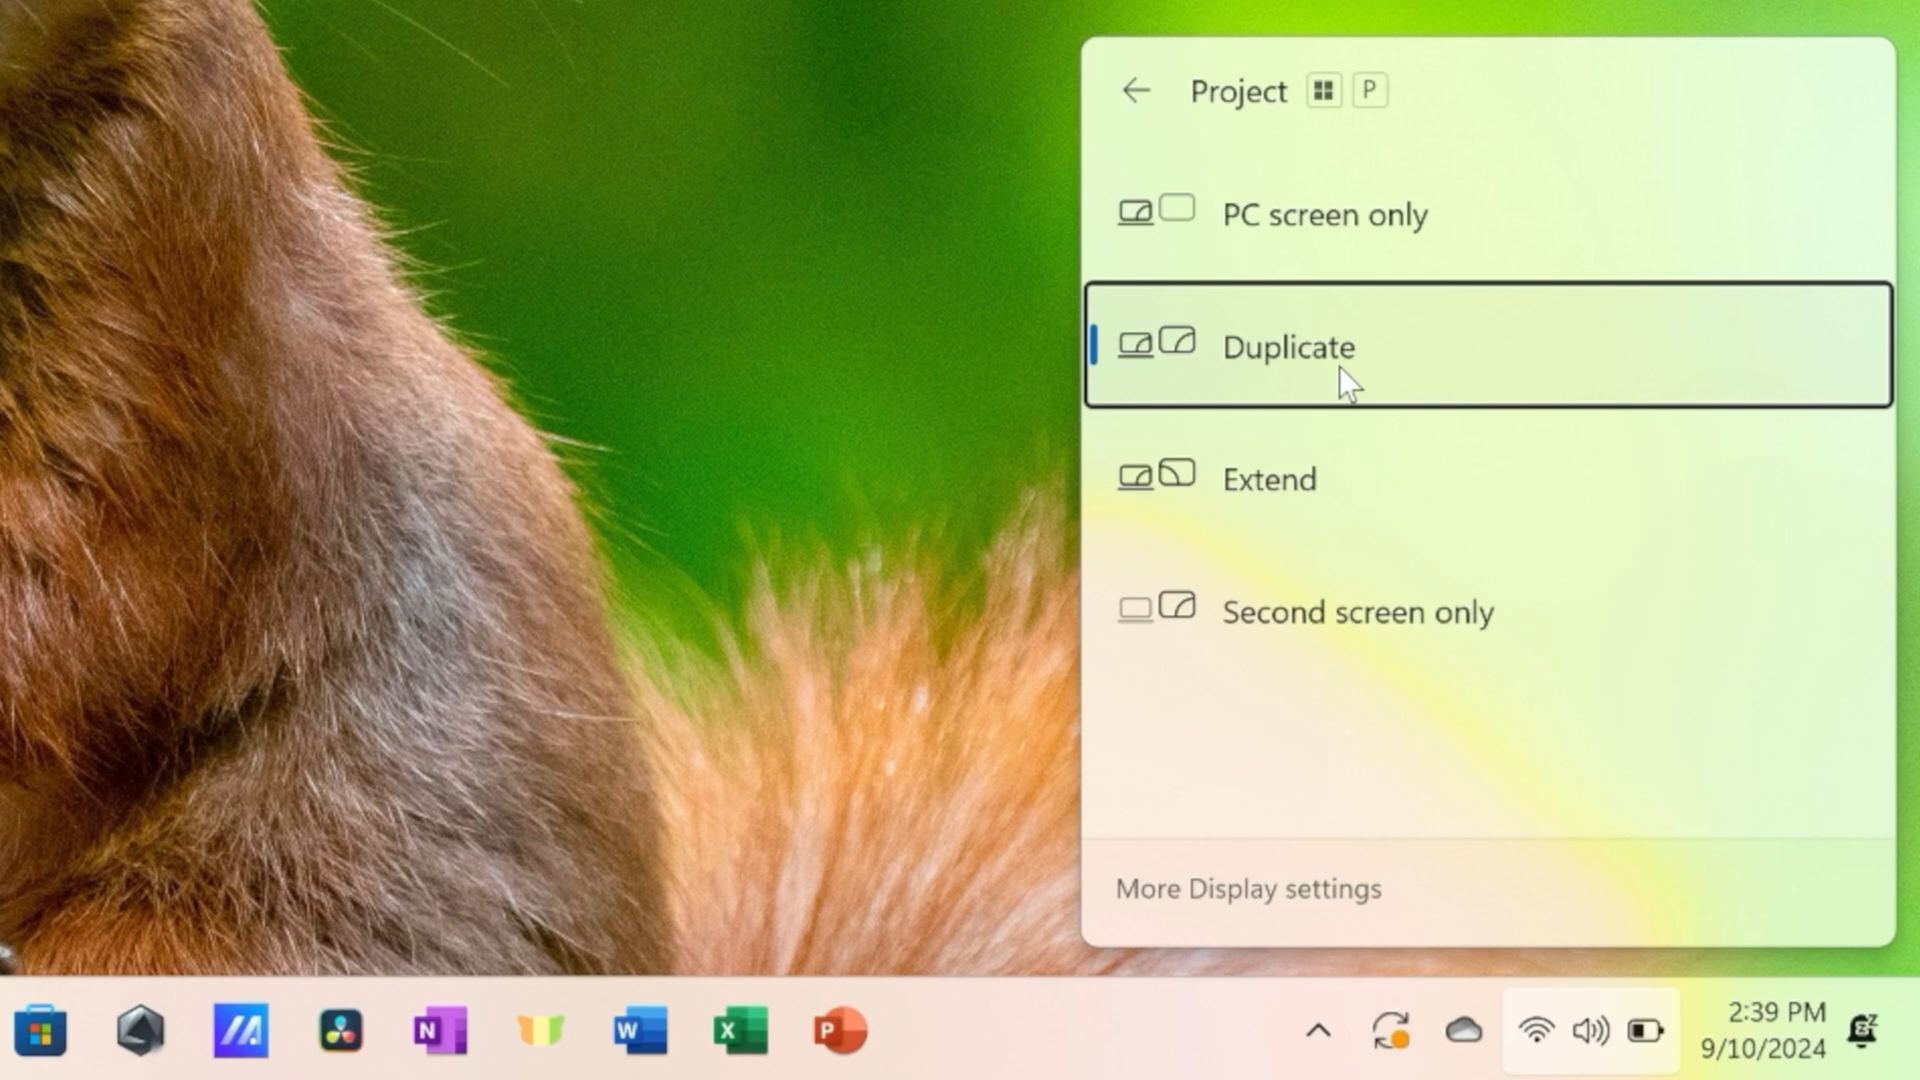 Project P
PC screen only
Duplicate
Extend
Second screen only
More Display settings
N
W
X
P
2:39 PM
9/10/2024